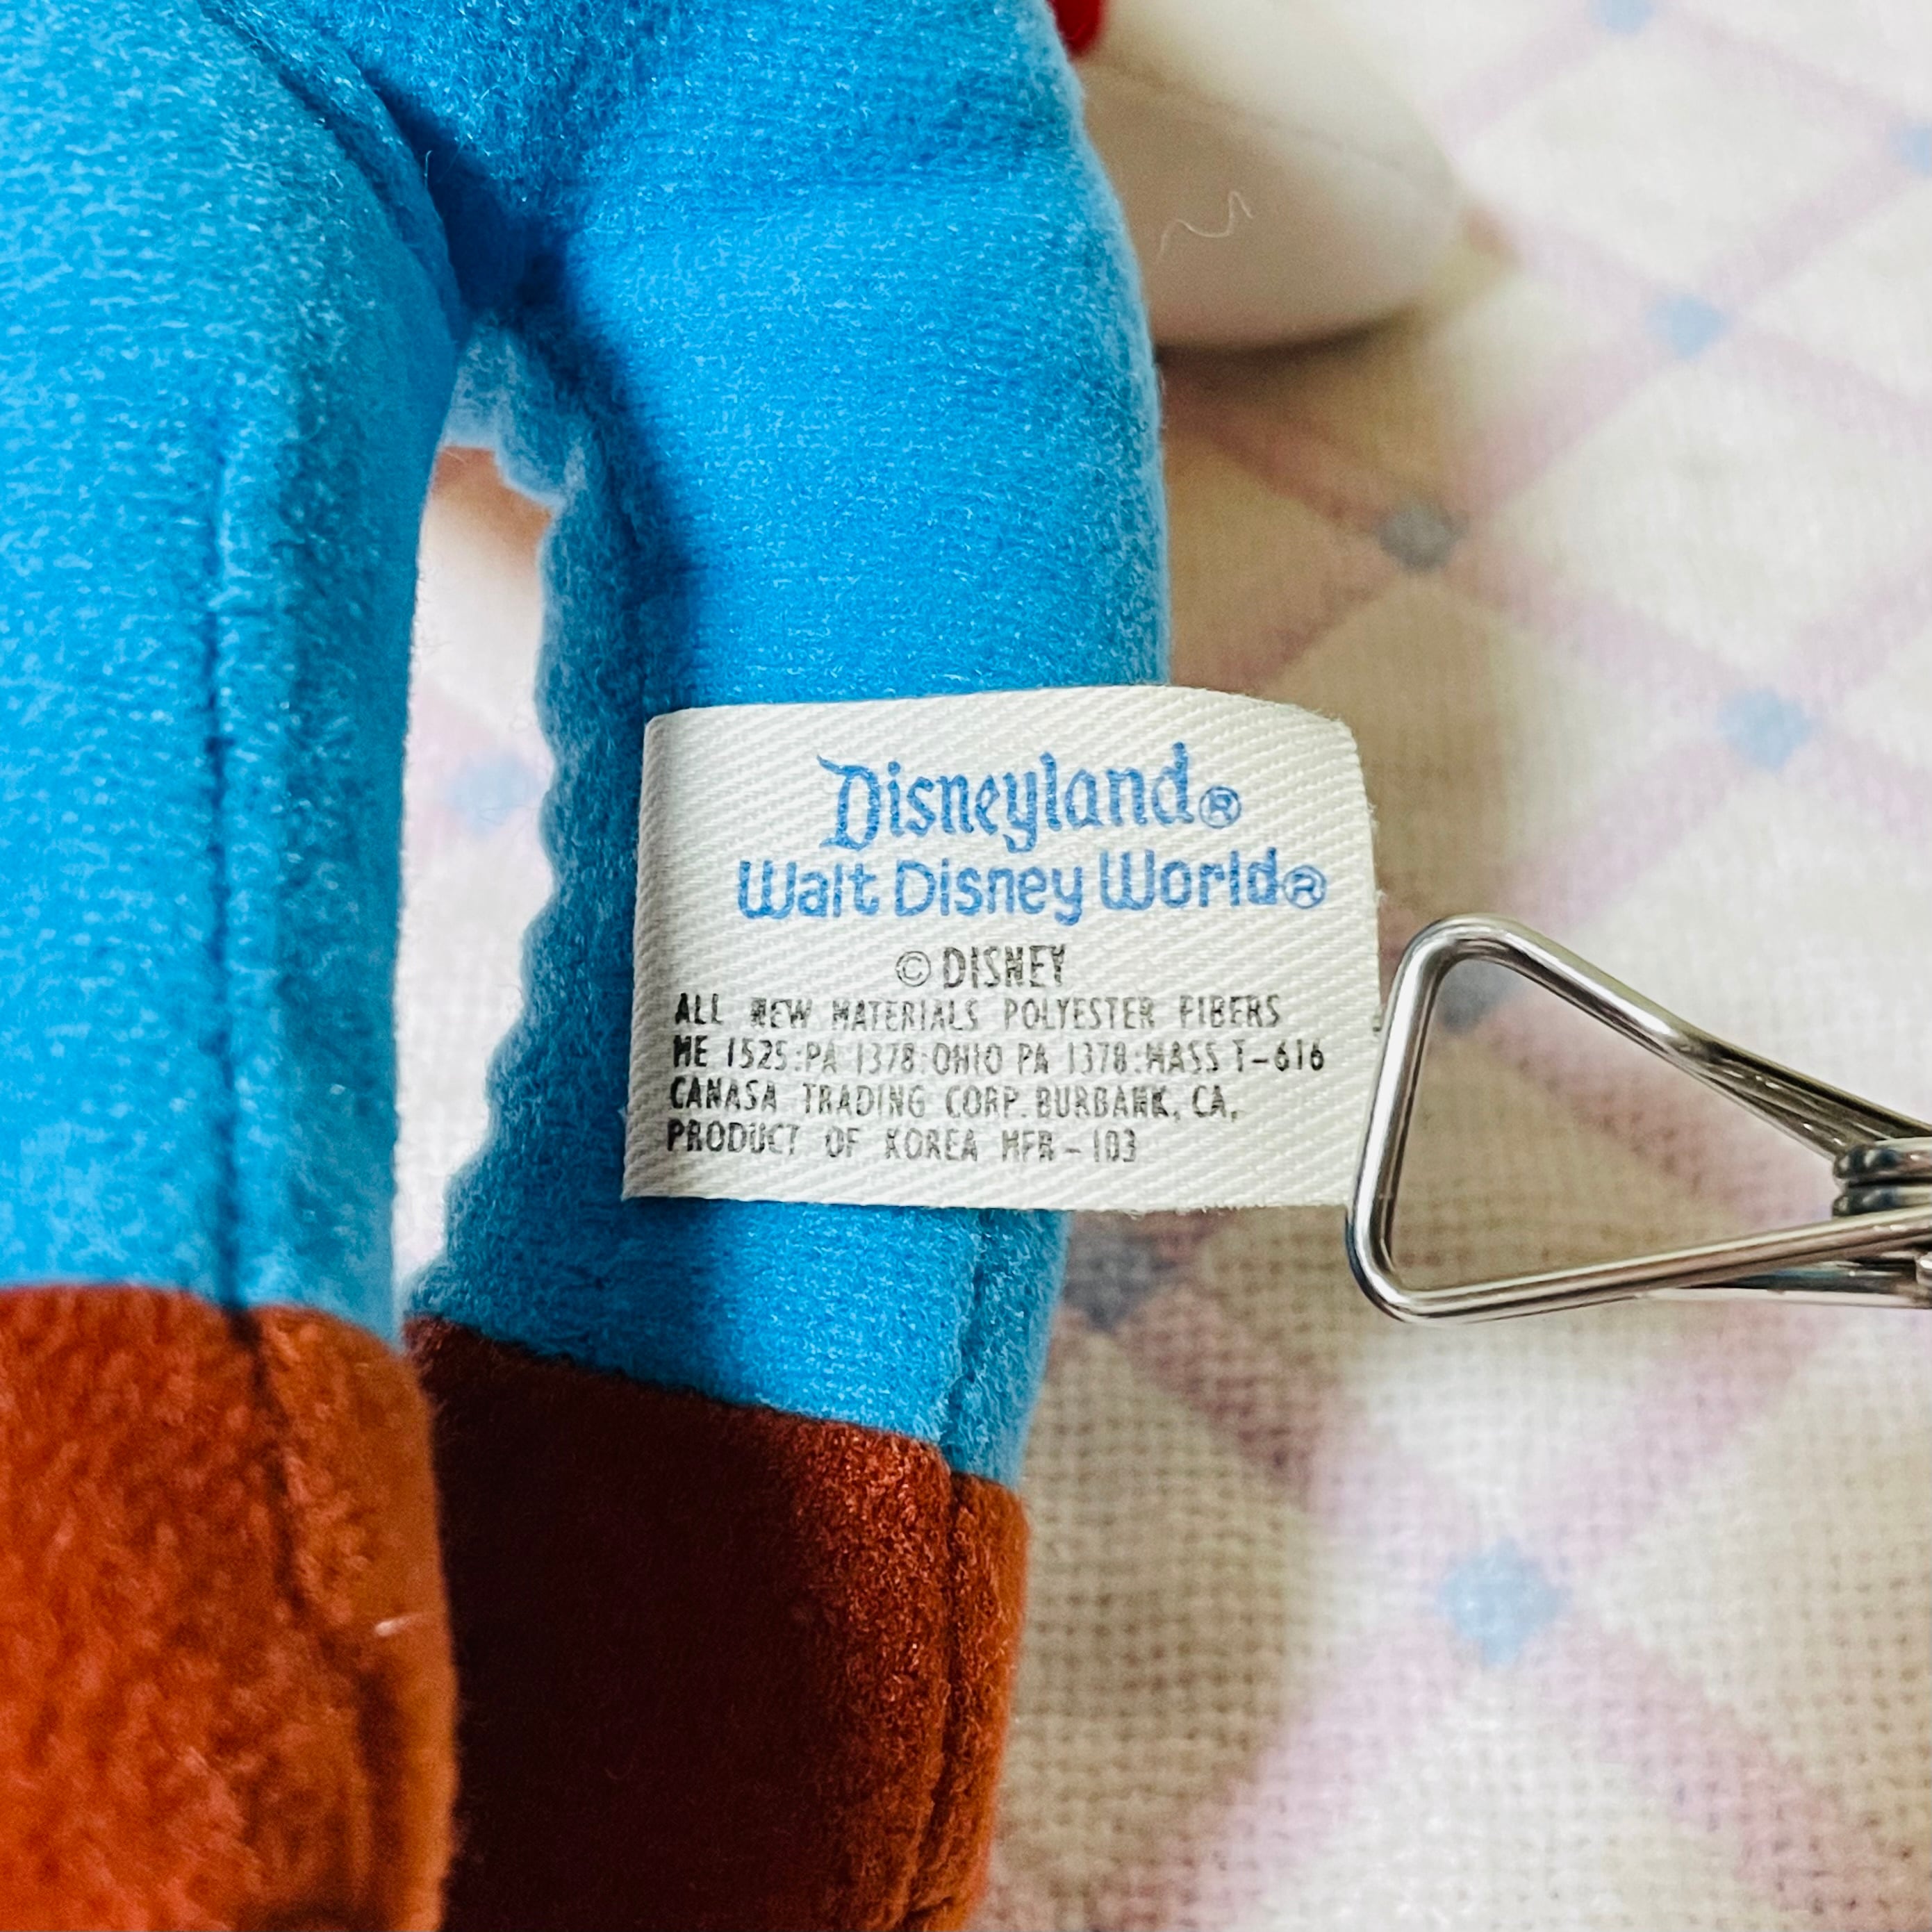 Disneyland®
Walt Disney World®
© DISNEY
ALL NEW MATERIALS POLYESTER FIBERS
ME 1525:PA 1378:OHIO PA 1378:MASS T-616
CANASA TRADING CORP. BURBANK, CA.
PRODUCT OF KOREA MFR-103